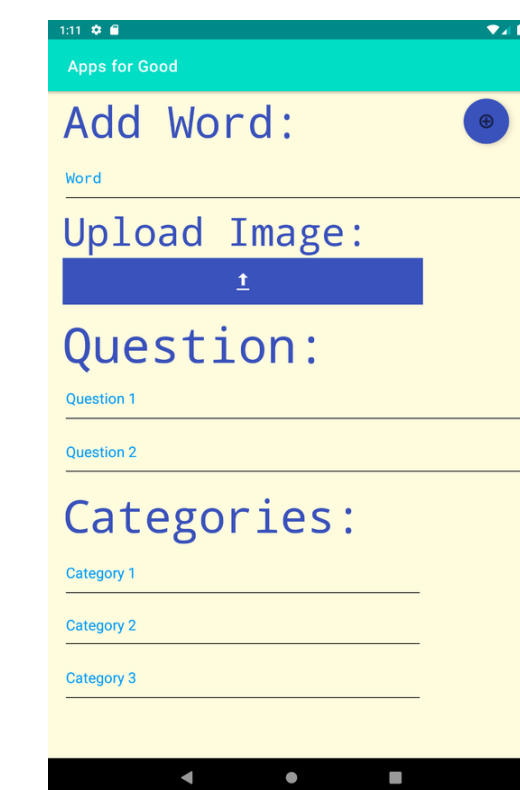 1:11
Apps for Good
Add Word:
Word
Upload Image:
Question:
Question 1
Question 2
Categories:
Category 1
Category 2
Category 3